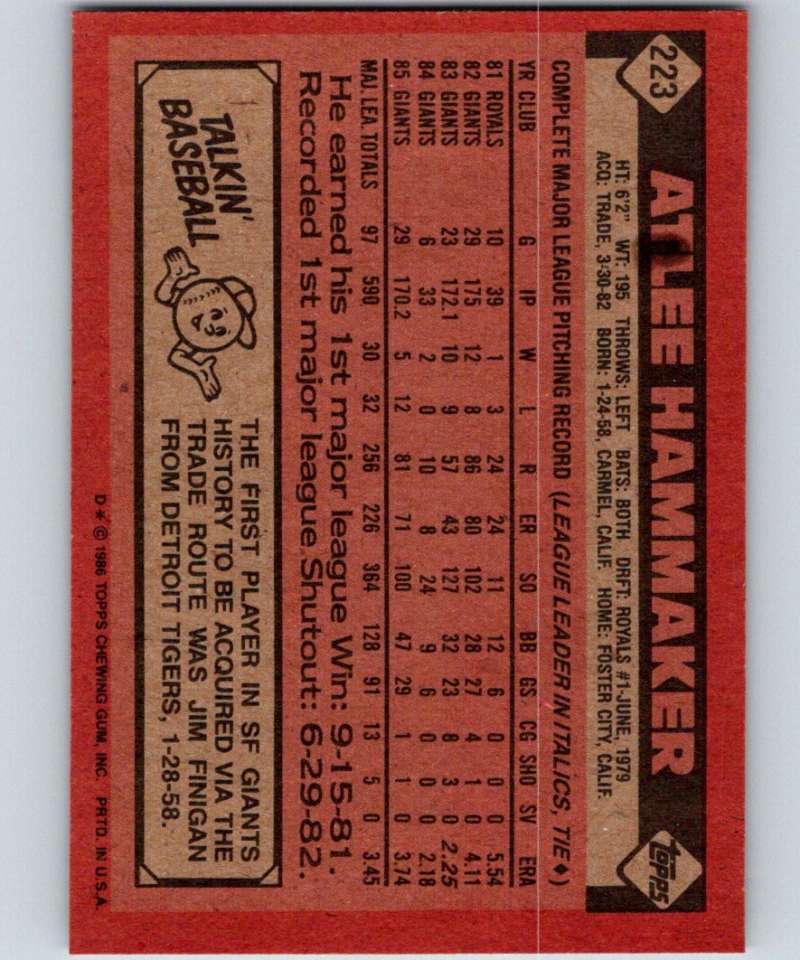 223 ATLEE HAMMAKER topps
HT: 6'2" WT: 195 THROWS: LEFT BATS: BOTH DRFT: ROYALS #1-JUNE, 1979
ACQ: TRADE, 3-30-82 BORN: 1-24-58, CARMEL, CALIF. HOME: FOSTER CITY, CALIF.
COMPLETE MAJOR LEAGUE PITCHING RECORD (LEAGUE LEADER IN ITALICS, TIE ♦)
YR CLUB G IP W L R ER SO BB GS CG SHO SV ERA
81 ROYALS 10 39 1 3 24 24 11 12 6 0 0 0 5.54
82 GIANTS 29 175 12 8 86 80 102 28 27 4 1 0 4.11
83 GIANTS 23 172.1 10 9 57 43 127 32 23 8 3 0 2.25
84 GIANTS 6 33 2 0 10 8 24 9 6 0 0 0 2.18
85 GIANTS 29 170.2 5 12 81 71 100 47 29 1 1 0 3.74
MAJ. LEA. TOTALS 97 590 30 32 256 226 364 128 91 13 5 0 3.45
He earned his 1st major league Win: 9-15-81.
Recorded 1st major league Shutout: 6-29-82.
TALKIN'
BASEBALL
THE FIRST PLAYER IN SF GIANTS
HISTORY TO BE ACQUIRED VIA THE
TRADE ROUTE WAS JIM FINIGAN
FROM DETROIT TIGERS, 1-28-58.
D* © 1986 TOPPS CHEWING GUM, INC. PRTD. IN U.S.A.